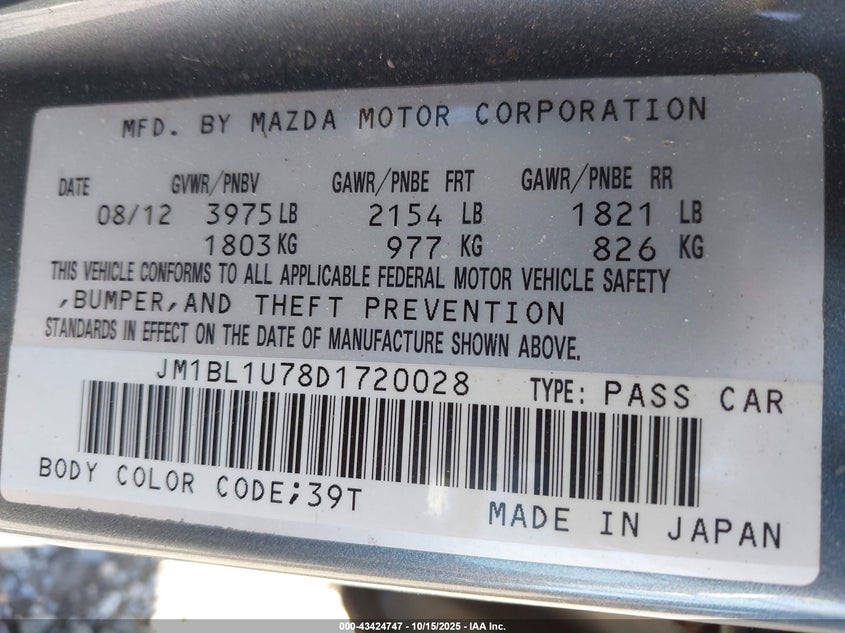 MFD. BY MAZDA MOTOR CORPORATION
DATE GVWR/PNBV GAWR/PNBE FRT GAWR/PNBE RR
08/12 3975 LB 2154 LB 1821 LB
1803 KG 977 KG 826 KG
THIS VEHICLE CONFORMS TO ALL APPLICABLE FEDERAL MOTOR VEHICLE SAFETY
,BUMPER,AND THEFT PREVENTION
STANDARDS IN EFFECT ON THE DATE OF MANUFACTURE SHOWN ABOVE.
JM1BL1U78D1720028 TYPE: PASS CAR
BODY COLOR CODE;39T
MADE IN JAPAN
000-43424747 - 10/15/2025 - IAA Inc.